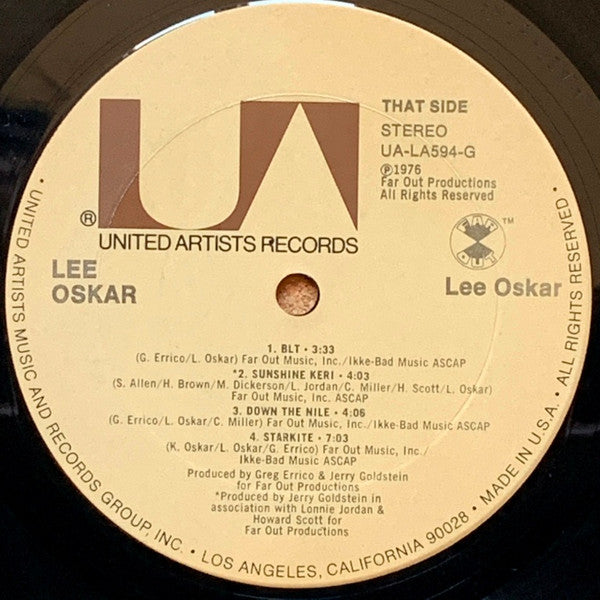 UA
THAT SIDE
STEREO
UA-LA594-G
℗1976
Far Out Productions
All Rights Reserved
®
UNITED ARTISTS RECORDS
LEE
OSKAR
FAR
OUT
TM
Lee Oskar
1. BLT • 3:33
(G. Errico/L. Oskar) Far Out Music, Inc./Ikke-Bad Music ASCAP
*2. SUNSHINE KERI • 4:03
(S. Allen/H. Brown/M. Dickerson/L. Jordan/C. Miller/H. Scott/L. Oskar)
Far Out Music, Inc. ASCAP
3. DOWN THE NILE • 4:06
(G. Errico/L. Oskar/C. Miller) Far Out Music, Inc./Ikke-Bad Music ASCAP
4. STARKITE • 7:03
(K. Oskar/L. Oskar/G. Errico) Far Out Music, Inc./
Ikke-Bad Music ASCAP
Produced by Greg Errico & Jerry Goldstein
for Far Out Productions
*Produced by Jerry Goldstein in
association with Lonnie Jordan &
Howard Scott for
Far Out Productions
• UNITED ARTISTS MUSIC AND RECORDS GROUP, INC. • LOS ANGELES, CALIFORNIA 90028 • MADE IN U.S.A. • ALL RIGHTS RESERVED •